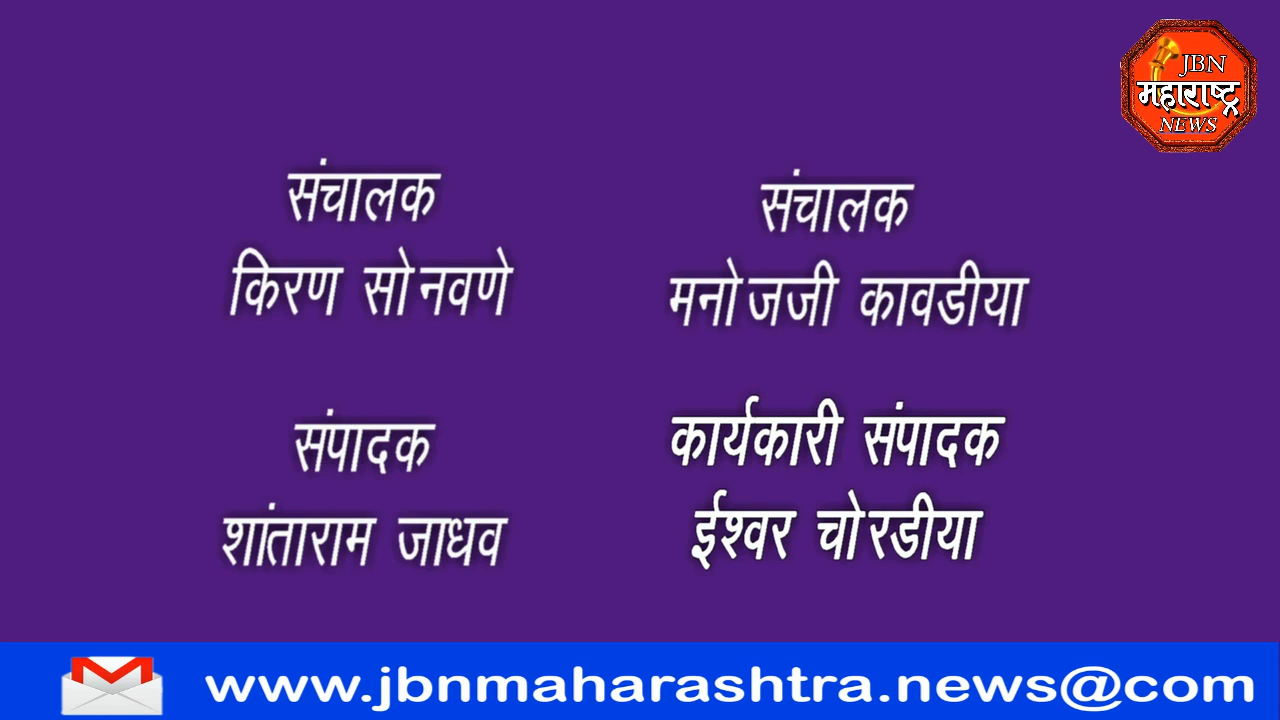 JBN
महाराष्ट्र
NEWS
संचालक
किरण सोनवणे
संचालक
मनोजजी कावडीया
संपादक
शांताराम जाधव
कार्यकारी संपादक
ईश्वर चोरडीया
www.jbnmaharashtra.news@com